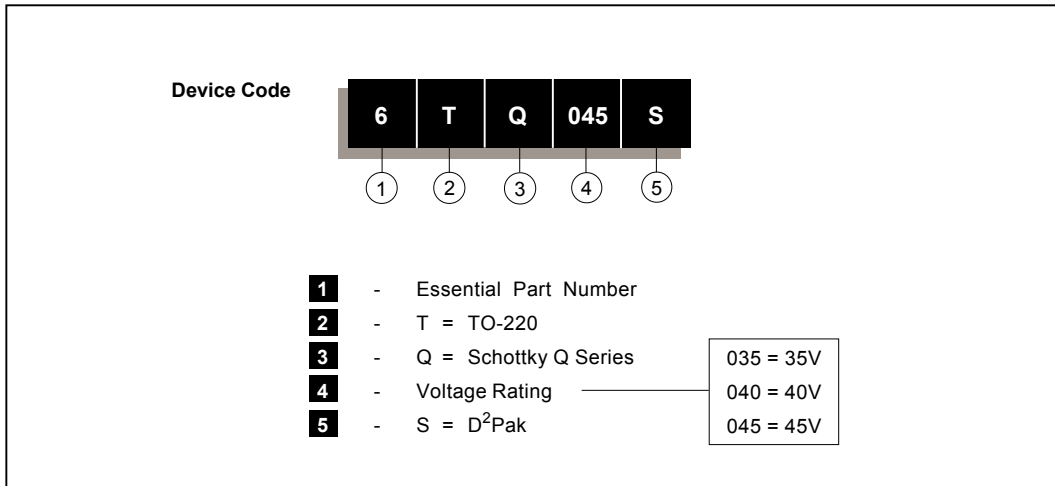 Device Code
6 T Q 045 S
1 2 3 4 5
1 - Essential Part Number
2 - T = TO-220
3 - Q = Schottky Q Series
4 - Voltage Rating
5 - S = D²Pak
035 = 35V
040 = 40V
045 = 45V